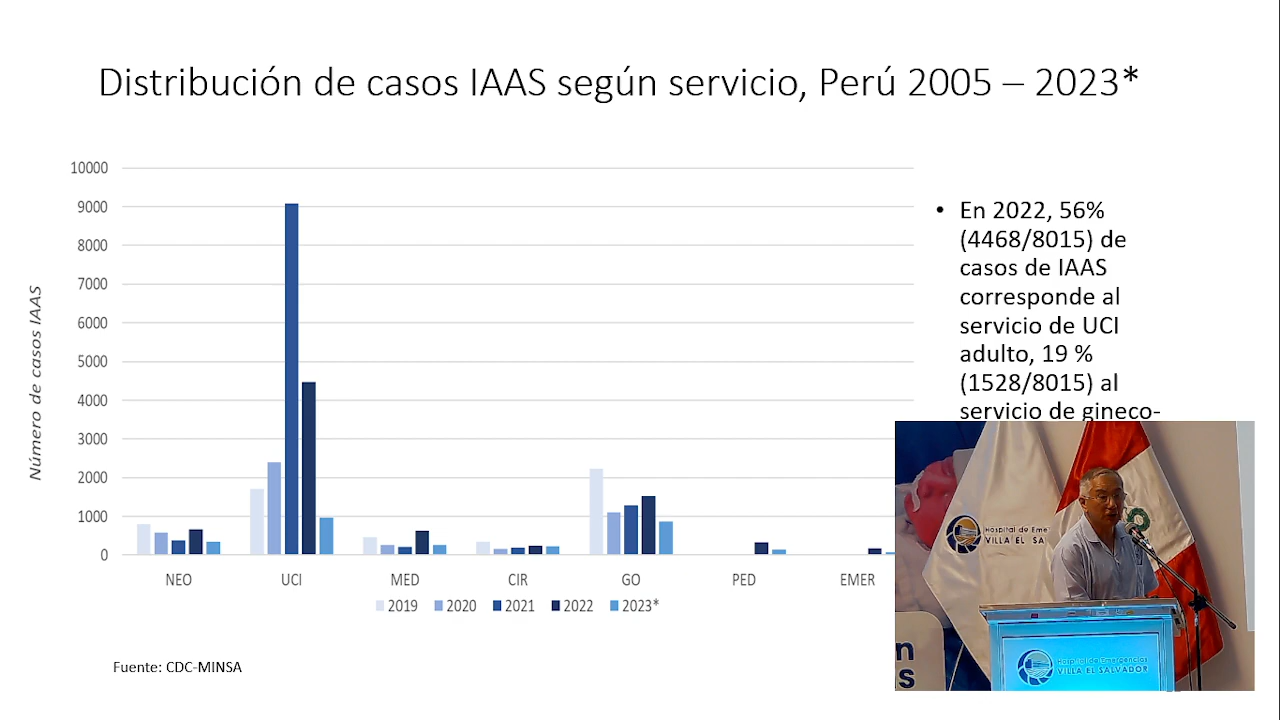 Distribución de casos IAAS según servicio, Perú 2005 – 2023*
Número de casos IAAS
10000
9000
8000
7000
6000
5000
4000
3000
2000
1000
0
NEO UCI MED CIR GO PED EMER
2019 2020 2021 2022 2023*
• En 2022, 56%
(4468/8015) de
casos de IAAS
corresponde al
servicio de UCI
adulto, 19 %
(1528/8015) al
servicio de gineco-
Fuente: CDC-MINSA
Hospital de Eme
VILLA EL SA
Hospital de Emergencias
VILLA EL SALVADOR
n
s